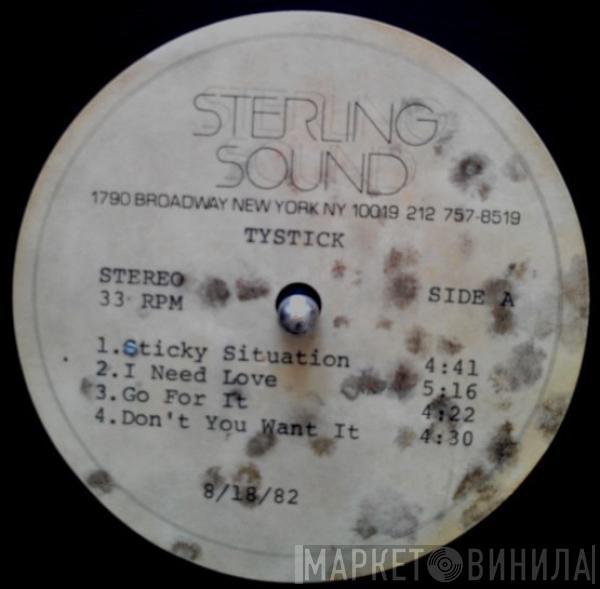 STERLING
SOUND
1790 BROADWAY NEW YORK NY 10019 212 757-8519
TYSTICK
STEREO
33 RPM
SIDE A
1.Sticky Situation 4:41
2.I Need Love 5:16
3.Go For It 4:22
4.Don't You Want It 4:30
8/18/82
МАРКЕТ ВИНИЛА